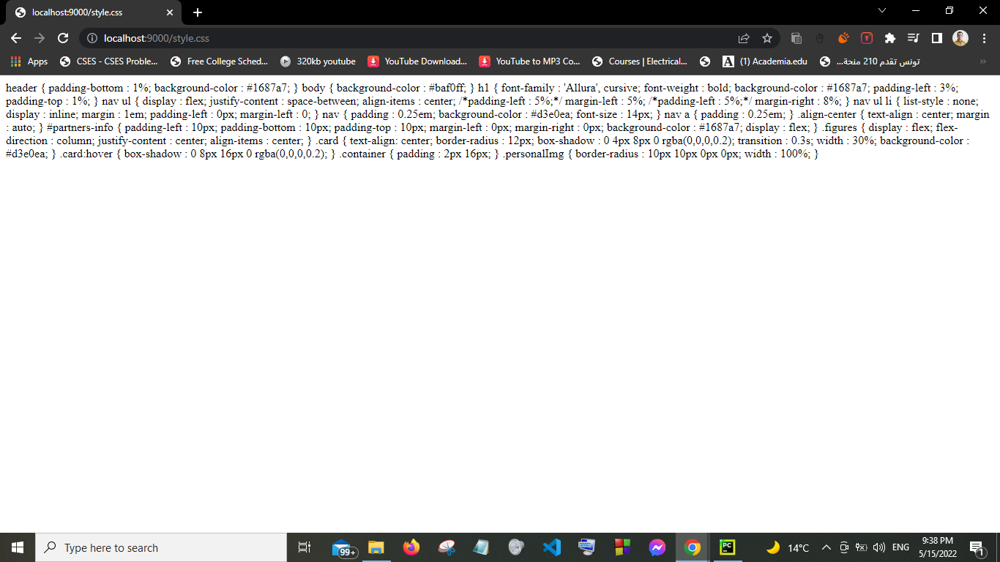 localhost:9000/style.css
localhost:9000/style.css
Apps
CSES - CSES Proble...
Free College Sched...
320kb youtube
YouTube Download...
YouTube to MP3 Co...
Courses | Electrical...
(1) Academia.edu
تونس تقدم 210 منحة...
header { padding-bottom : 1%; background-color : #1687a7; } body { background-color : #baf0ff; } h1 { font-family : 'Allura', cursive; font-weight : bold; background-color : #1687a7; padding-left : 3%;
padding-top : 1%; } nav ul { display : flex; justify-content : space-between; align-items : center; /*padding-left : 5%;*/ margin-left : 5%; /*padding-left : 5%;*/ margin-right : 8%; } nav ul li { list-style : none;
display : inline; margin : 1em; padding-left : 0px; margin-left : 0; } nav { padding : 0.25em; background-color : #d3e0ea; font-size : 14px; } nav a { padding : 0.25em; } .align-center { text-align : center; margin
: auto; } #partners-info { padding-left : 10px; padding-bottom : 10px; padding-top : 10px; margin-left : 0px; margin-right : 0px; background-color : #1687a7; display : flex; } .figures { display : flex; flex-
direction : column; justify-content : center; align-items : center; } .card { text-align: center; border-radius : 12px; box-shadow : 0 4px 8px 0 rgba(0,0,0,0.2); transition : 0.3s; width : 30%; background-color :
#d3e0ea; } .card:hover { box-shadow : 0 8px 16px 0 rgba(0,0,0,0.2); } .container { padding : 2px 16px; } .personalImg { border-radius : 10px 10px 0px 0px; width : 100%; }
Type here to search
99+
PC
14°C
ENG
9:38 PM
5/15/2022
1